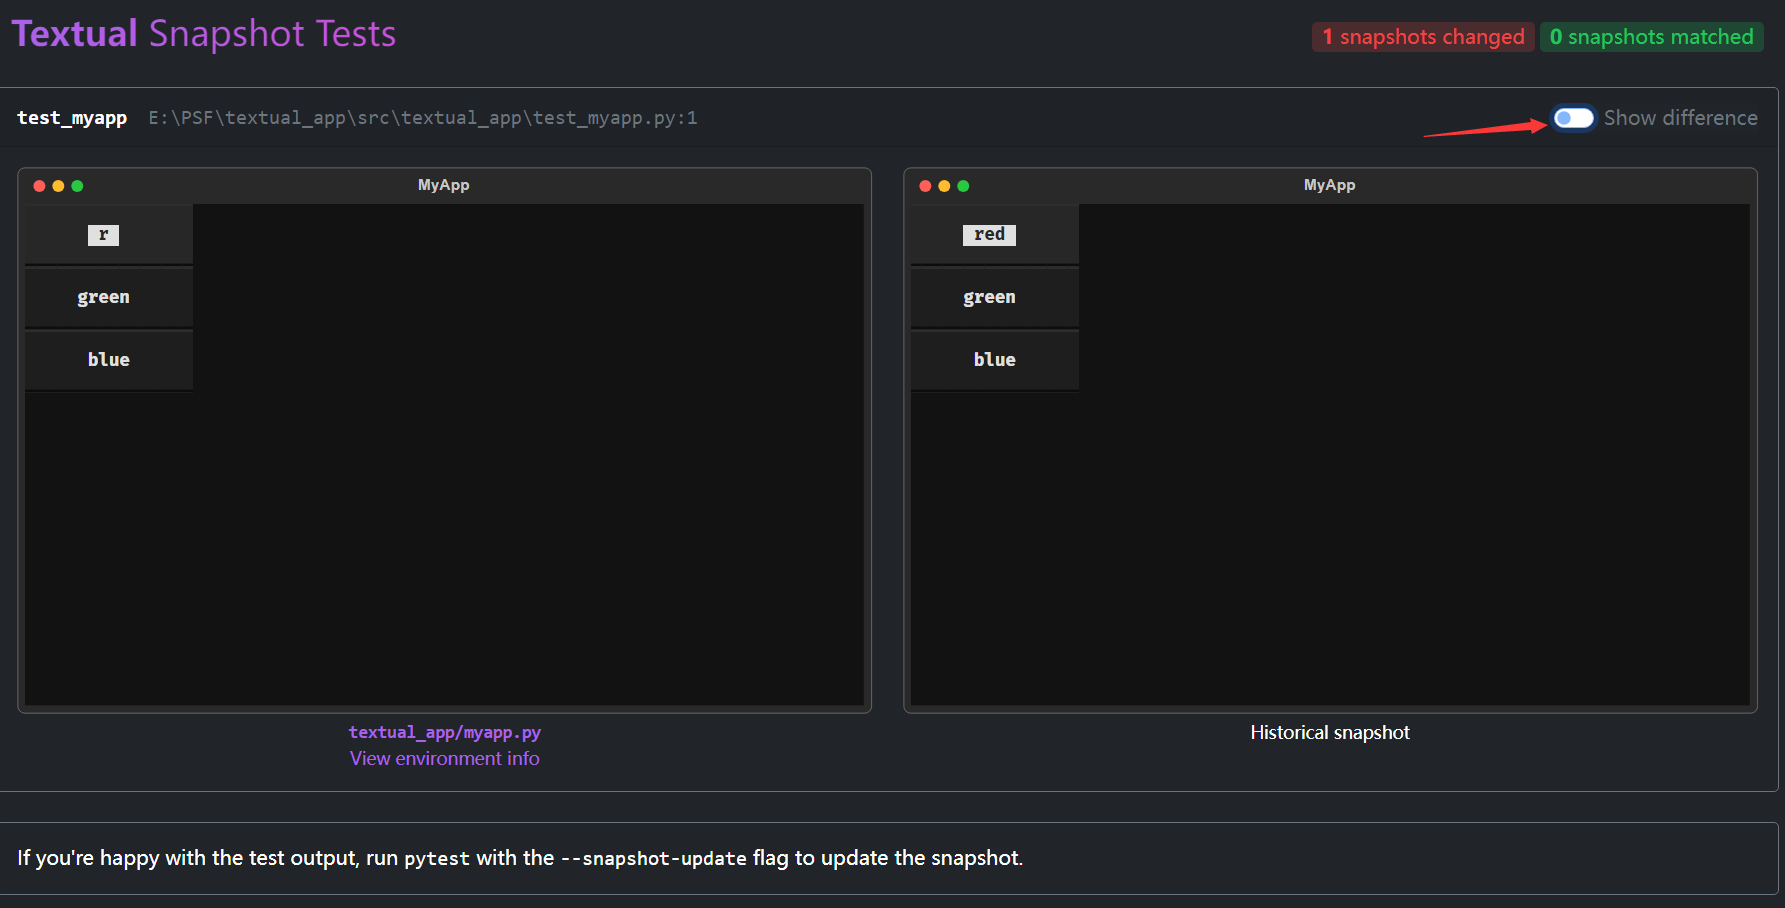 Textual Snapshot Tests
1 snapshots changed 0 snapshots matched
test_myapp E:\PSF\textual_app\src\textual_app\test_myapp.py:1
Show difference
MyApp
r
green
blue
textual_app/myapp.py
View environment info
MyApp
red
green
blue
Historical snapshot
If you're happy with the test output, run pytest with the --snapshot-update flag to update the snapshot.